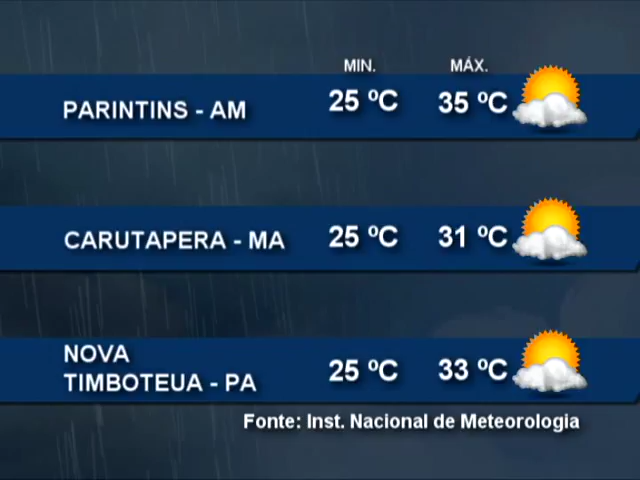 MIN. MÁX.
PARINTINS - AM 25 ºC 35 ºC
CARUTAPERA - MA 25 ºC 31 ºC
NOVA
TIMBOTEUA - PA 25 ºC 33 ºC
Fonte: Inst. Nacional de Meteorologia